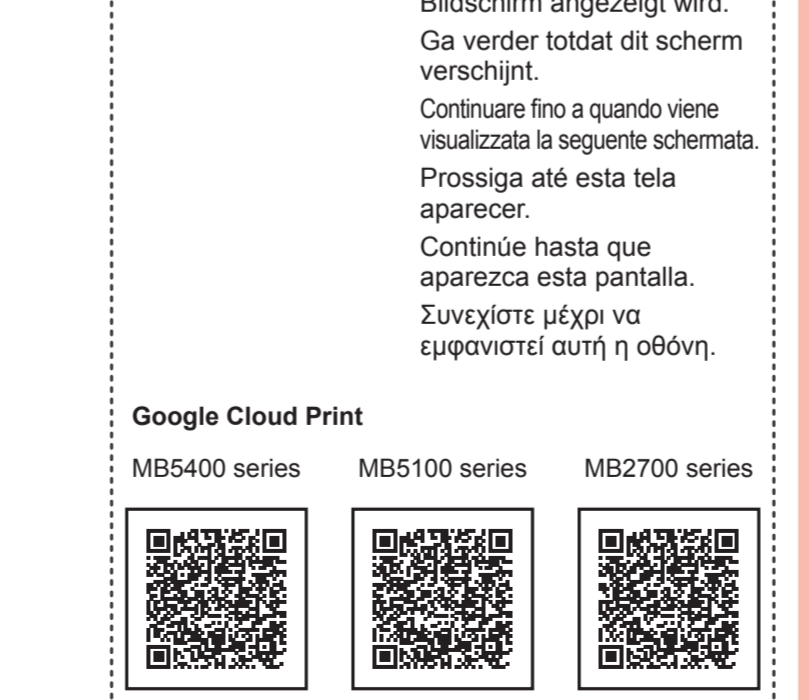 Bildschirm angezeigt wird.
Ga verder totdat dit scherm
verschijnt.
Continuare fino a quando viene
visualizzata la seguente schermata.
Prossiga até esta tela
aparecer.
Continúe hasta que
aparezca esta pantalla.
Συνεχίστε μέχρι να
εμφανιστεί αυτή η οθόνη.
Google Cloud Print
MB5400 series MB5100 series MB2700 series